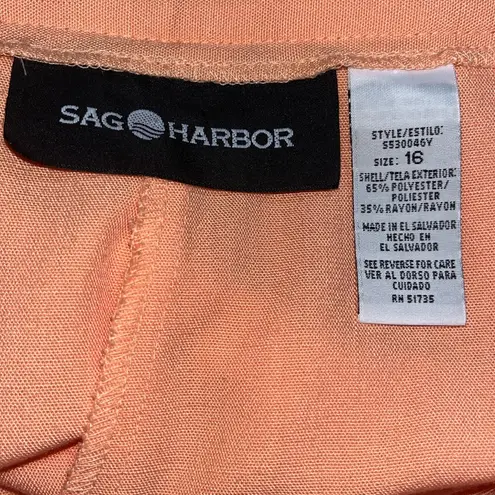 SAG HARBOR
STYLE/ESTILO:
S530046Y
SIZE: 16
SHELL/TELA EXTERIOR:
65% POLYESTER/
POLIESTER
35% RAYON/RAYON
MADE IN EL SALVADOR
HECHO EN
EL SALVADOR
SEE REVERSE FOR CARE
VER AL DORSO PARA
CUIDADO
RN 51735